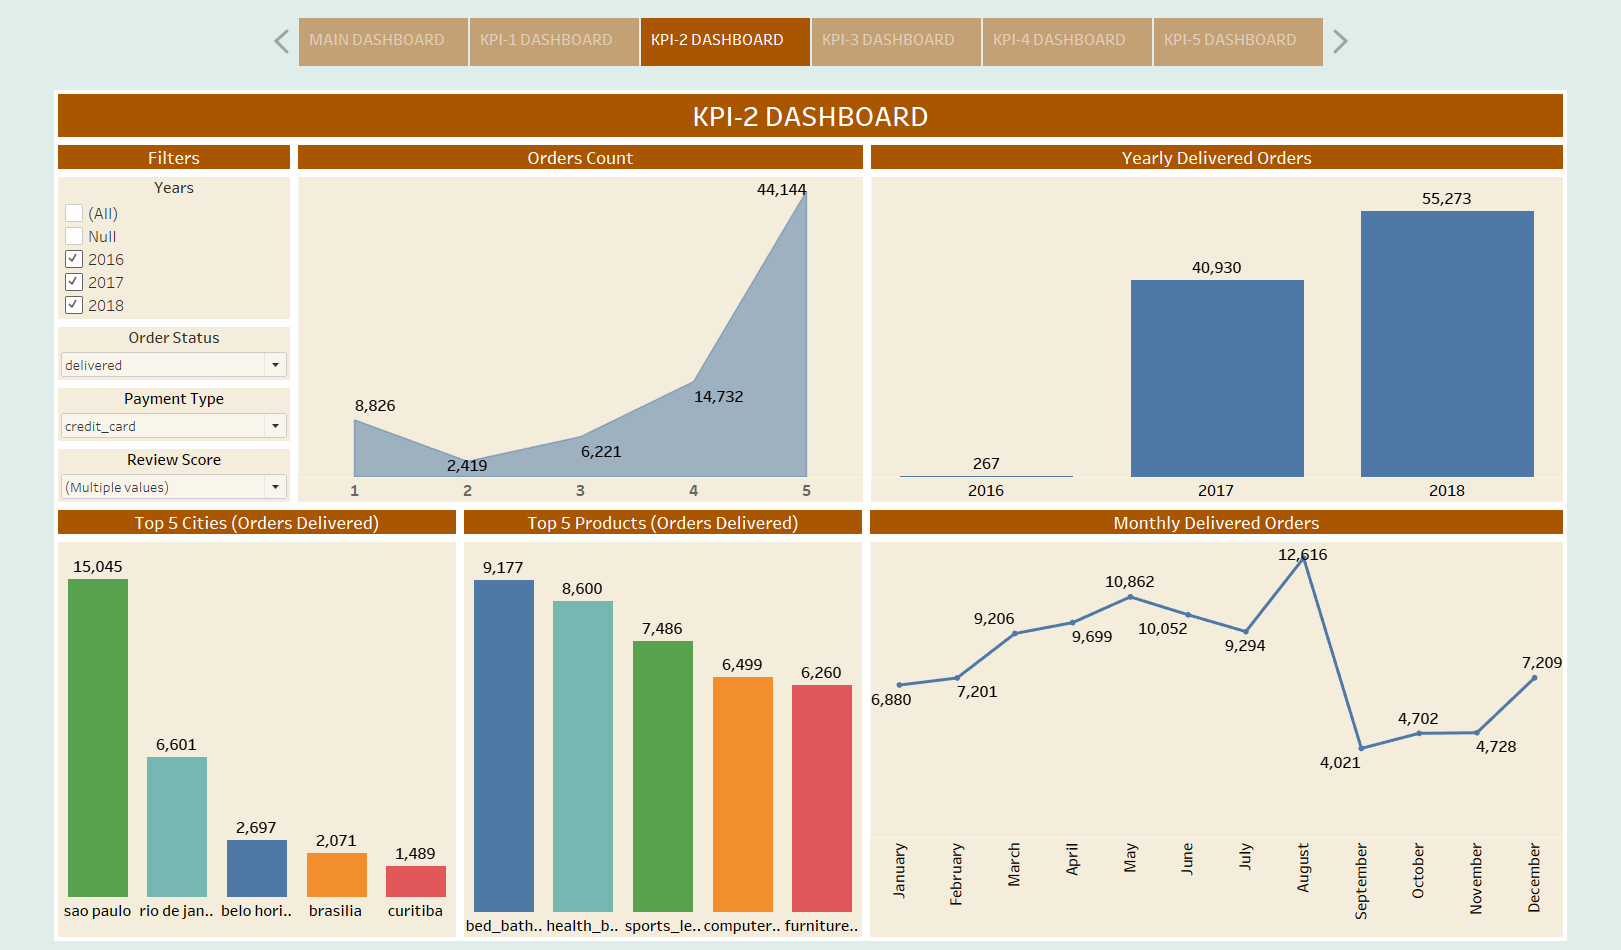 MAIN DASHBOARD
KPI-1 DASHBOARD
KPI-2 DASHBOARD
KPI-3 DASHBOARD
KPI-4 DASHBOARD
KPI-5 DASHBOARD
KPI-2 DASHBOARD
Filters
Years
(All)
Null
2016
2017
2018
Order Status
delivered
Payment Type
credit_card
Review Score
(Multiple values)
Orders Count
44,144
8,826
2,419
6,221
14,732
1 2 3 4 5
Yearly Delivered Orders
267
40,930
55,273
2016 2017 2018
Top 5 Cities (Orders Delivered)
15,045
6,601
2,697
2,071
1,489
sao paulo rio de jan.. belo hori.. brasilia curitiba
Top 5 Products (Orders Delivered)
9,177
8,600
7,486
6,499
6,260
bed_bath.. health_b.. sports_le.. computer.. furniture..
Monthly Delivered Orders
6,880
7,201
9,206
9,699
10,862
10,052
9,294
12,616
4,021
4,702
4,728
7,209
January
February
March
April
May
June
July
August
September
October
November
December